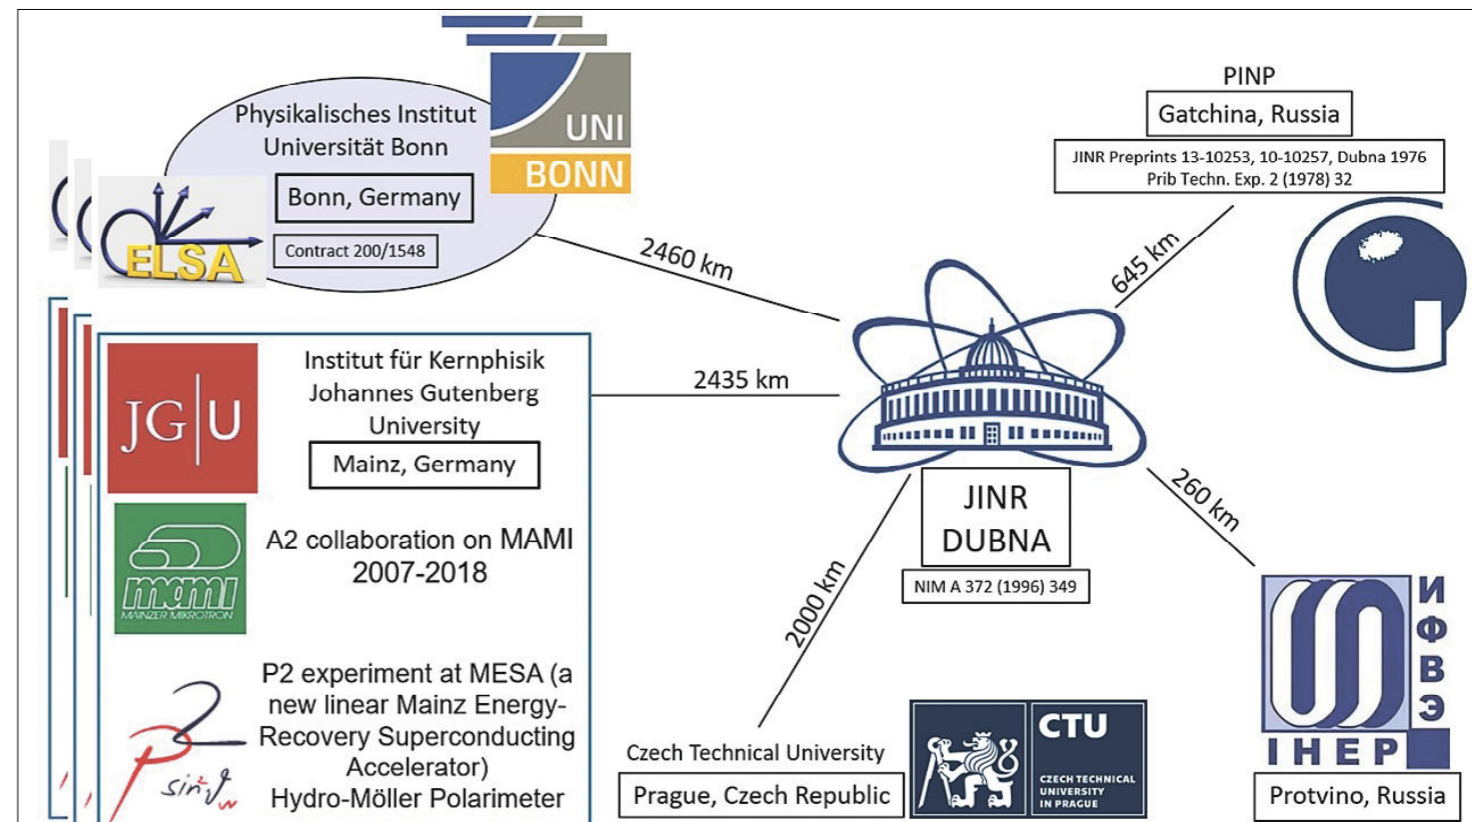 Physikalisches Institut
Universität Bonn
Bonn, Germany
Contract 200/1548
ELSA
UNI
BONN
2460 km
PINP
Gatchina, Russia
JINR Preprints 13-10253, 10-10257, Dubna 1976
Prib Techn. Exp. 2 (1978) 32
645 km
G
JG|U
Institut für Kernphisik
Johannes Gutenberg
University
Mainz, Germany
2435 km
mami
MAINZER MIKROTRON
A2 collaboration on MAMI
2007-2018
P2 experiment at MESA (a
new linear Mainz Energy-
Recovery Superconducting
Accelerator)
Hydro-Möller Polarimeter
P2
JINR
DUBNA
NIM A 372 (1996) 349
2000 km
260 km
Czech Technical University
Prague, Czech Republic
CTU
CZECH TECHNICAL
UNIVERSITY
IN PRAGUE
ИФВЭ
IHEP
Protvino, Russia